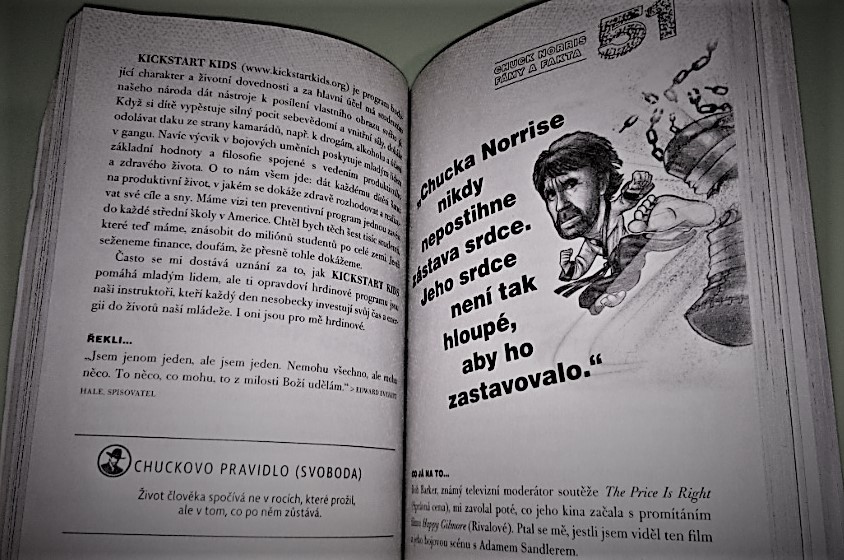 KICKSTART KIDS (www.kickstartkids.org) je program
jící charakter a životní dovednosti a za hlavní účel má
našeho národa dát nástroje k posílení vlastního obrazu
Když si dítě vypěstuje silný pocit sebevědomí a vnitřní síly,
odolávat tlaku ze strany kamarádů, např. k drogám, alkoholu a
v gangu. Navíc výcvik v bojových uměních poskytuje mladým lidem
základní hodnoty a filosofie spojené s vedením produktivního
a zdravého života. O to nám všem jde: dát každému dítěti
na produktivní život, v jakém se dokáže zdravě rozhodovat a
vat své cíle a sny. Máme vizi ten preventivní program jednou
do každé střední školy v Americe. Chtěl bych těch šest tisíc studentů,
které teď máme, znásobit do miliónů studentů po celé zemi. Jestli
seženeme finance, doufám, že přesně tohle dokážeme.
Často se mi dostává uznání za to, jak KICKSTART KIDS
pomáhá mladým lidem, ale ti opravdoví hrdinové programu jsou
naši instruktoři, kteří každý den nesobecky investují svůj čas a ener-
gii do životů naší mládeže. I oni jsou pro mě hrdinové.
ŘEKLI...
„Jsem jenom jeden, ale jsem jeden. Nemohu všechno, ale mohu
něco. To něco, co mohu, to z milosti Boží udělám.“ > EDWARD EVERETT
HALE, SPISOVATEL
CHUCKOVO PRAVIDLO (SVOBODA)
Život člověka spočívá ne v rocích, které prožil,
ale v tom, co po něm zůstává.
CHUCK NORRIS
FÁMY A FAKTA
51
„Chucka Norrise
nikdy
nepostihne
zástava srdce.
Jeho srdce
není tak
hloupé,
aby ho
zastavovalo.“
CO JÁ NA TO...
Bob Barker, známý televizní moderátor soutěže The Price Is Right
(Správná cena), mi zavolal poté, co jeho kina začala s promítáním
filmu Happy Gilmore (Rivalové). Ptal se mě, jestli jsem viděl ten film
a jeho bojovou scénu s Adamem Sandlerem.